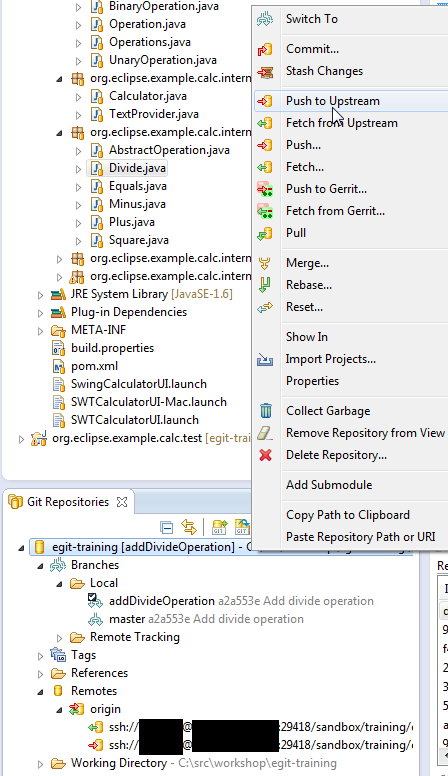 BinaryOperation.java
Operation.java
Operations.java
UnaryOperation.java
org.eclipse.example.calc.intern
Calculator.java
TextProvider.java
org.eclipse.example.calc.intern
AbstractOperation.java
Divide.java
Equals.java
Minus.java
Plus.java
Square.java
org.eclipse.example.calc.intern
org.eclipse.example.calc.intern
JRE System Library [JavaSE-1.6]
Plug-in Dependencies
META-INF
build.properties
pom.xml
SwingCalculatorUI.launch
SWTCalculatorUI-Mac.launch
SWTCalculatorUI.launch
org.eclipse.example.calc.test [egit-trai
Switch To
Commit...
Stash Changes
Push to Upstream
Fetch from Upstream
Push...
Fetch...
Push to Gerrit...
Fetch from Gerrit...
Pull
Merge...
Rebase...
Reset...
Show In
Import Projects...
Properties
Collect Garbage
Remove Repository from View
Delete Repository...
Add Submodule
Copy Path to Clipboard
Paste Repository Path or URI
Git Repositories
egit-training [addDivideOperation] - C
Branches
Local
addDivideOperation a2a553e Add divide operation
master a2a553e Add divide operation
Remote Tracking
Tags
References
Remotes
origin
ssh:// @ :29418/sandbox/training/
ssh:// @ :29418/sandbox/training/
Working Directory - C:\src\workshop\egit-training